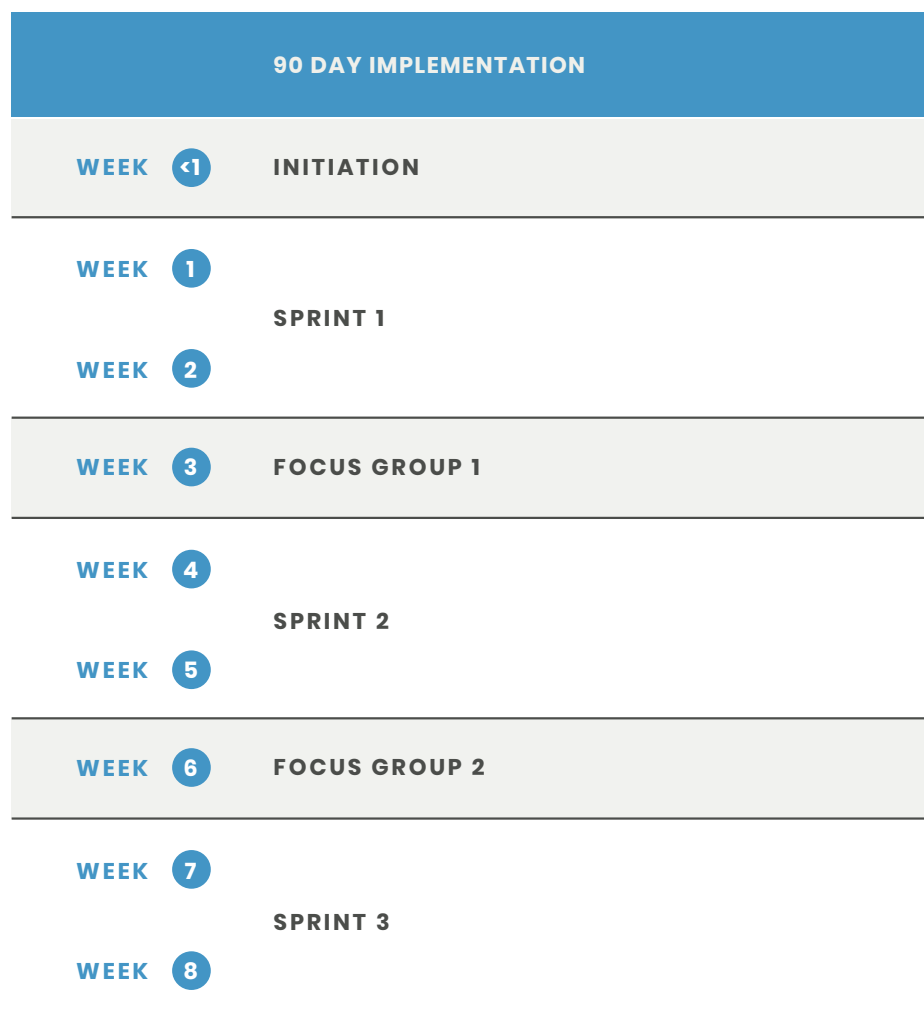 90 DAY IMPLEMENTATION
WEEK <1 INITIATION
WEEK 1
SPRINT 1
WEEK 2
WEEK 3 FOCUS GROUP 1
WEEK 4
SPRINT 2
WEEK 5
WEEK 6 FOCUS GROUP 2
WEEK 7
SPRINT 3
WEEK 8